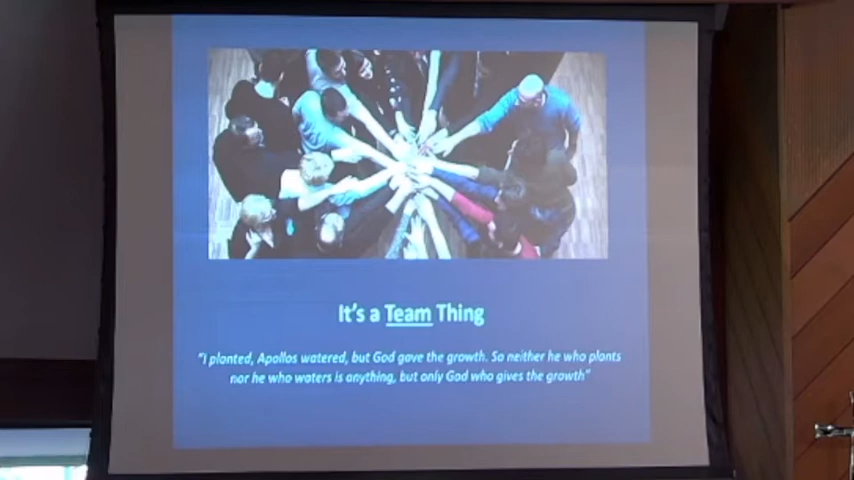 It's a Team Thing
"I planted, Apollos watered, but God gave the growth. So neither he who plants
nor he who waters is anything, but only God who gives the growth"